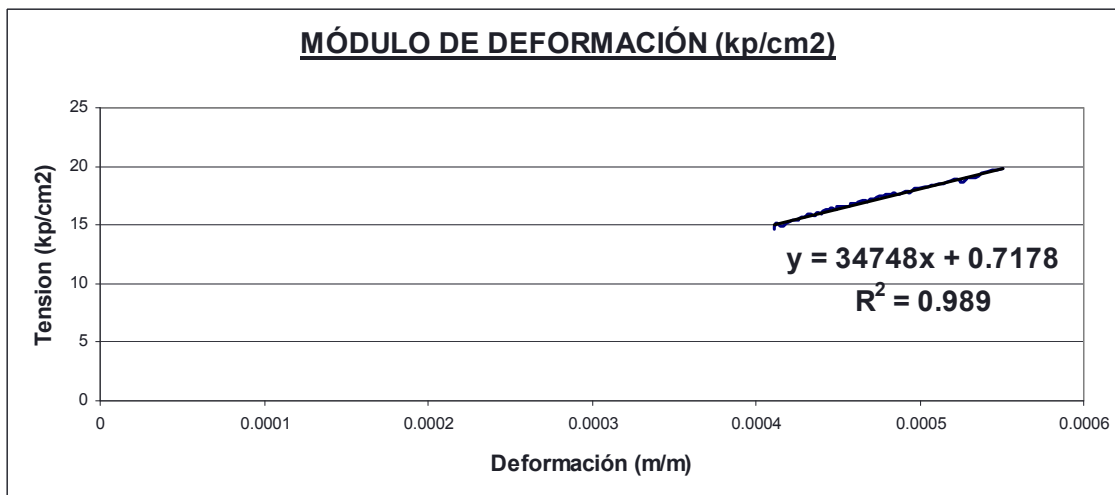 MÓDULO DE DEFORMACIÓN (kp/cm2)
25
20
15
10
5
0
Tension (kp/cm2)
y = 34748x + 0.7178
R² = 0.989
0 0.0001 0.0002 0.0003 0.0004 0.0005 0.0006
Deformación (m/m)